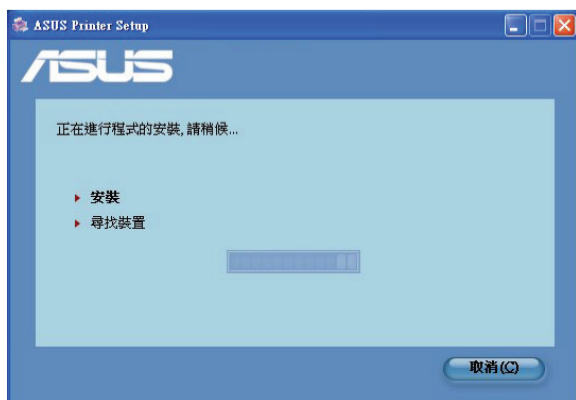 ASUS Printer Setup
ASUS
正在進行程式的安裝, 請稍候...
安裝
尋找裝置
取消(C)